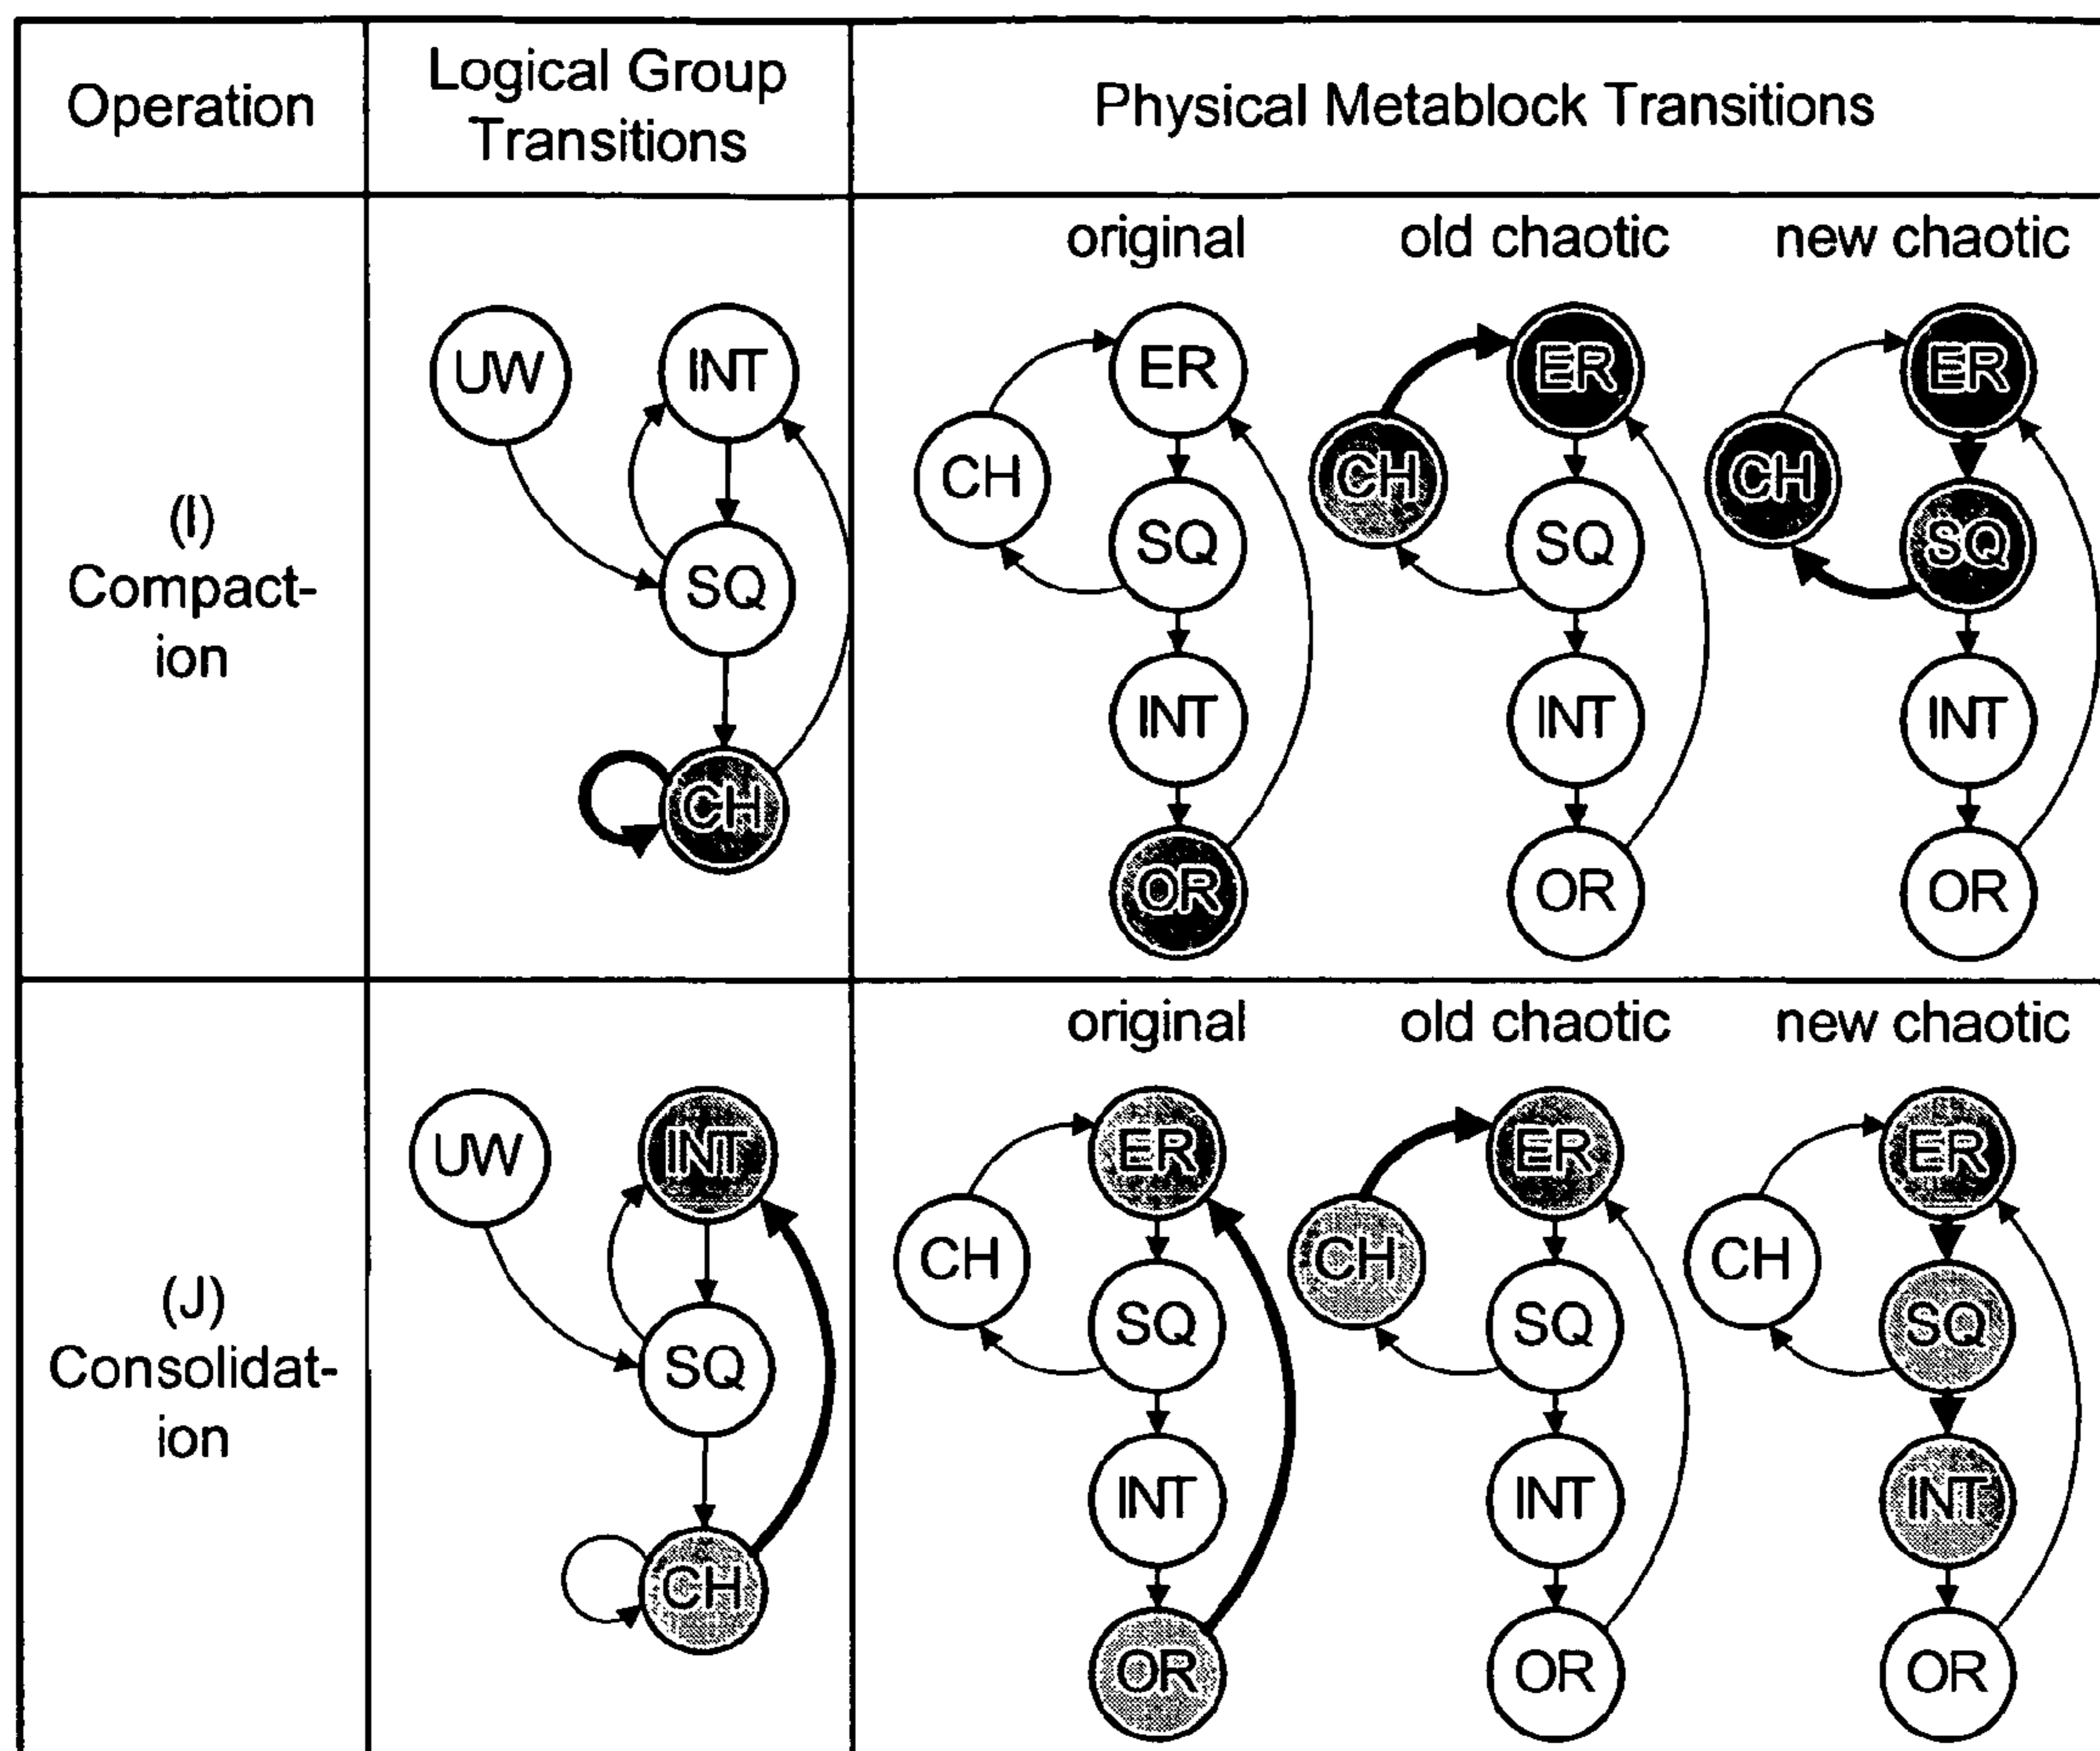 Operation
Logical Group
Transitions
Physical Metablock Transitions
(I)
Compact-
ion
UW
INT
SQ
CH
original
ER
CH
SQ
INT
OR
old chaotic
ER
CH
SQ
INT
OR
new chaotic
ER
CH
SQ
INT
OR
(J)
Consolidat-
ion
UW
INT
SQ
CH
original
ER
CH
SQ
INT
OR
old chaotic
ER
CH
SQ
INT
OR
new chaotic
ER
CH
SQ
INT
OR